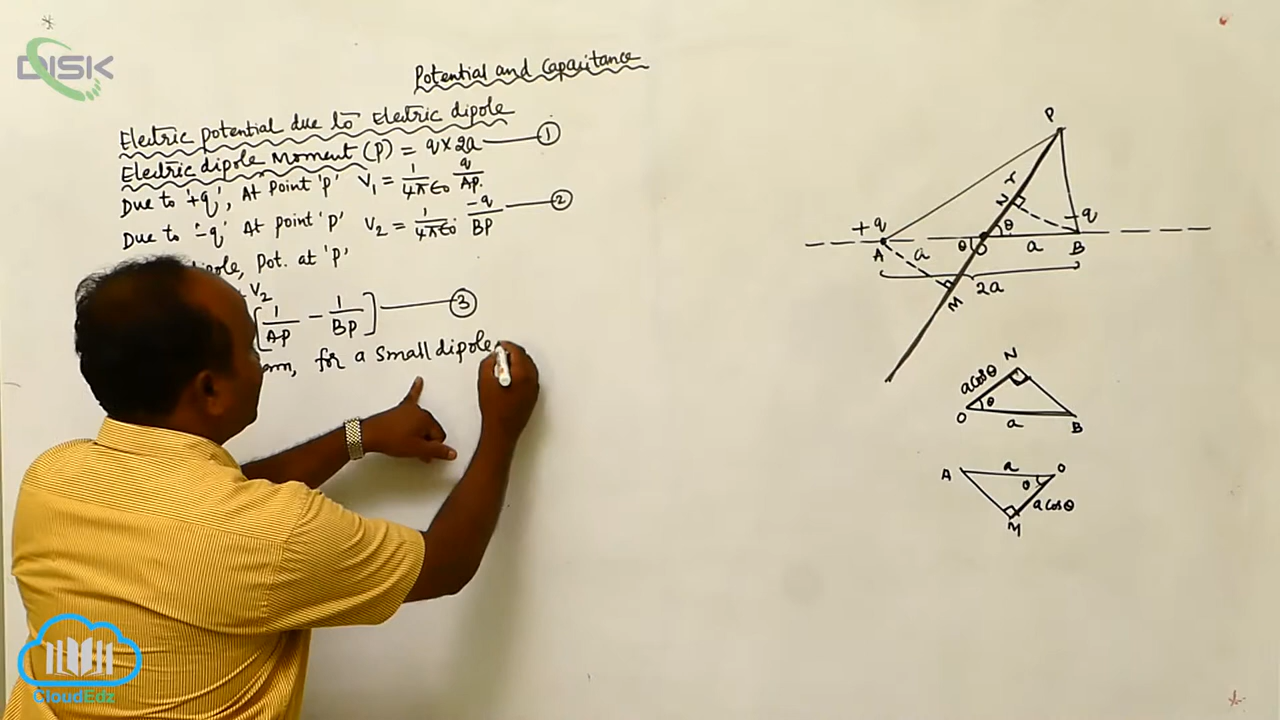 DISK
Potential and Capacitance
Electric potential due to Electric dipole
Electric dipole Moment (P) = q × 2a — ①
Due to '+q', At Point 'p' V₁ = 1/4πε₀ · q/AP.
Due to '-q' At point 'p' V₂ = 1/4πε₀ · -q/BP — ②
Pot. at 'p'
V₂
[1/AP − 1/BP] — ③
for a small dipole
P
r
N
+q
θ
-q
A
a
θ
O
a
B
2a
M
N
a cosθ
θ
O
a
B
A
a
O
θ
a cosθ
M
CloudEdz